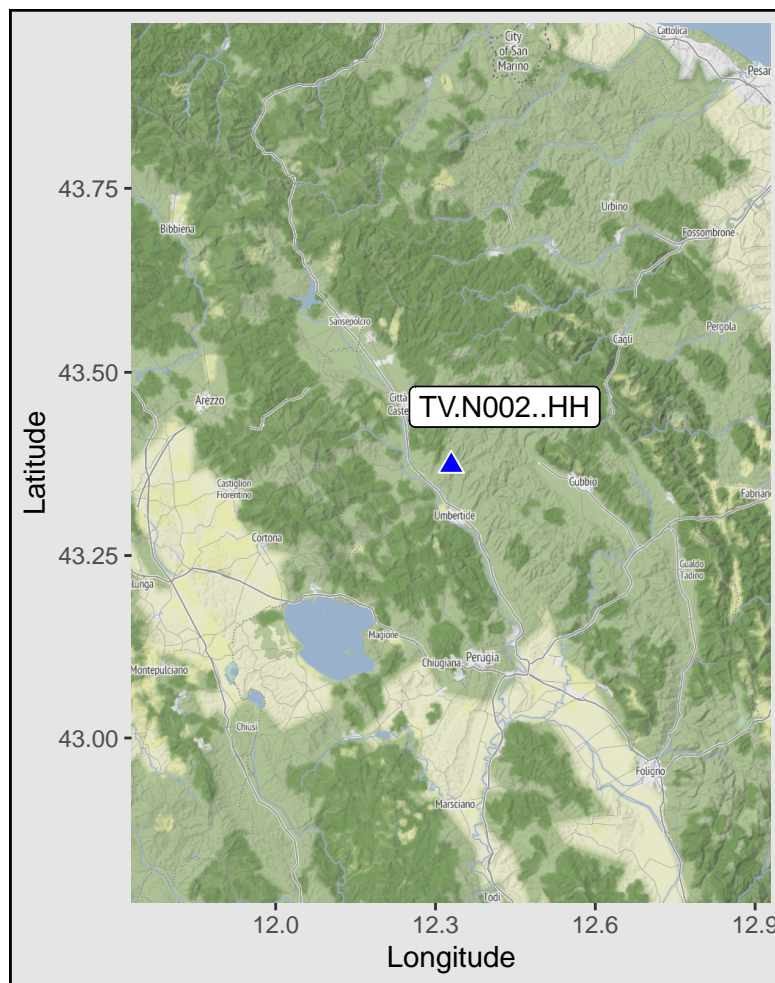 Cattolica
City
of San
Marino
Pesar
43.75
Bibbiena
Urbino
Fossombrone
Sansepolcro
Pergola
Cagli
43.50
Arezzo
Città
Caste
TV.N002..HH
Latitude
Castiglion
Fiorentino
Gubbio
Fabriano
Umbertide
43.25
Cortona
Gualdo
Tadino
olunga
Magione
Chiugiana
Perugia
Montepulciano
43.00
Chiusi
Foligno
Marsciano
Todi
12.0
12.3
12.6
12.9
Longitude